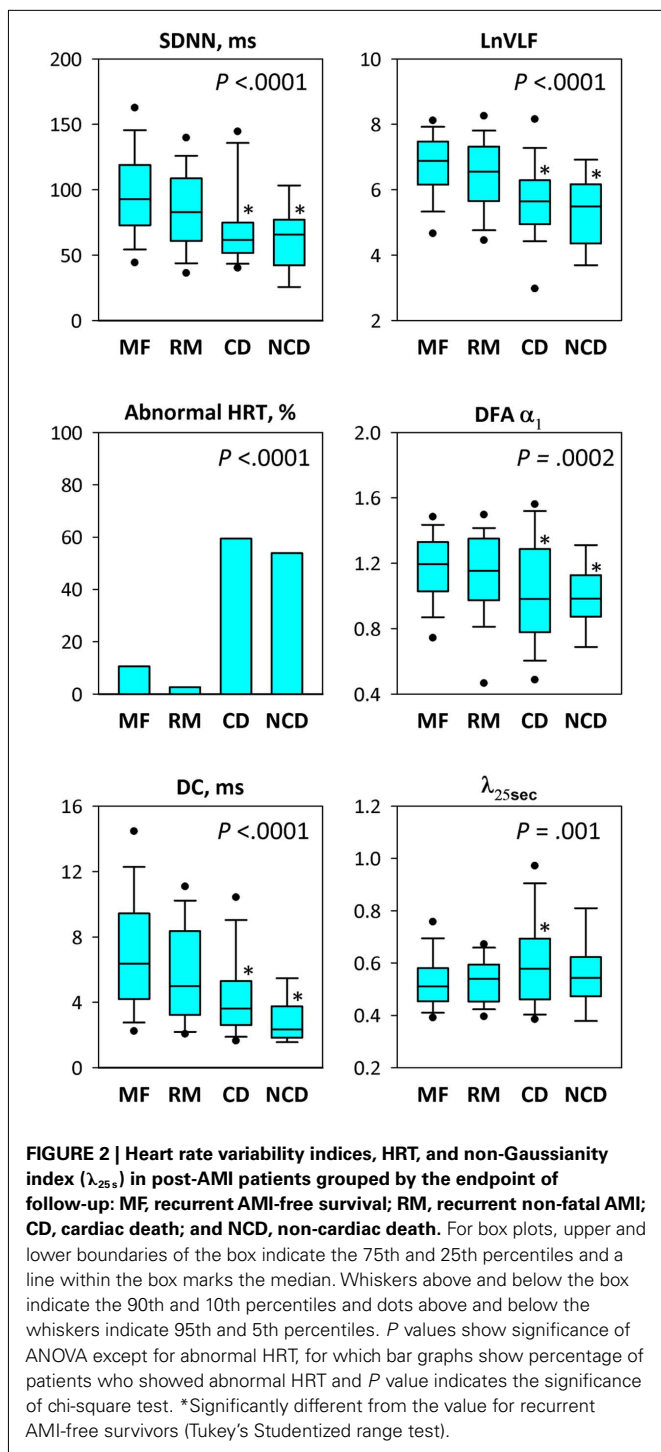 SDNN, ms
P <.0001
200
150
100
50
0
*
*
MF RM CD NCD
LnVLF
P <.0001
10
8
6
4
2
*
*
MF RM CD NCD
Abnormal HRT, %
P <.0001
100
80
60
40
20
0
MF RM CD NCD
DFA α₁
P = .0002
2.0
1.6
1.2
0.8
0.4
*
*
MF RM CD NCD
DC, ms
P <.0001
16
12
8
4
0
*
*
MF RM CD NCD
λ25sec
P = .001
1.2
1.0
0.8
0.6
0.4
0.2
*
MF RM CD NCD
FIGURE 2 | Heart rate variability indices, HRT, and non-Gaussianity
index (λ25s) in post-AMI patients grouped by the endpoint of
follow-up: MF, recurrent AMI-free survival; RM, recurrent non-fatal AMI;
CD, cardiac death; and NCD, non-cardiac death. For box plots, upper and
lower boundaries of the box indicate the 75th and 25th percentiles and a
line within the box marks the median. Whiskers above and below the box
indicate the 90th and 10th percentiles and dots above and below the
whiskers indicate 95th and 5th percentiles. P values show significance of
ANOVA except for abnormal HRT, for which bar graphs show percentage of
patients who showed abnormal HRT and P value indicates the significance
of chi-square test. *Significantly different from the value for recurrent
AMI-free survivors (Tukey's Studentized range test).